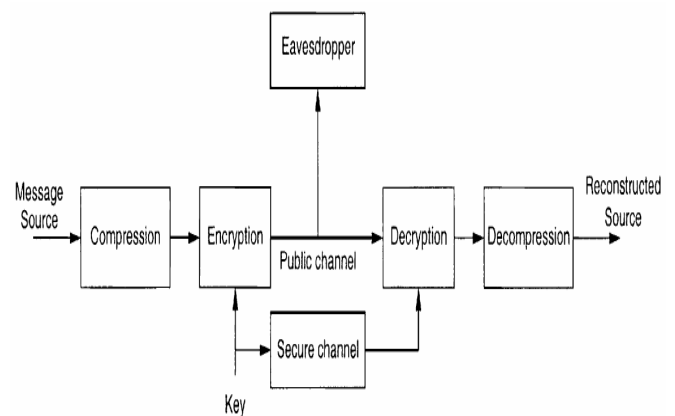 Eavesdropper
Message
Source
Compression
Encryption
Public channel
Decryption
Decompression
Reconstructed
Source
Secure channel
Key